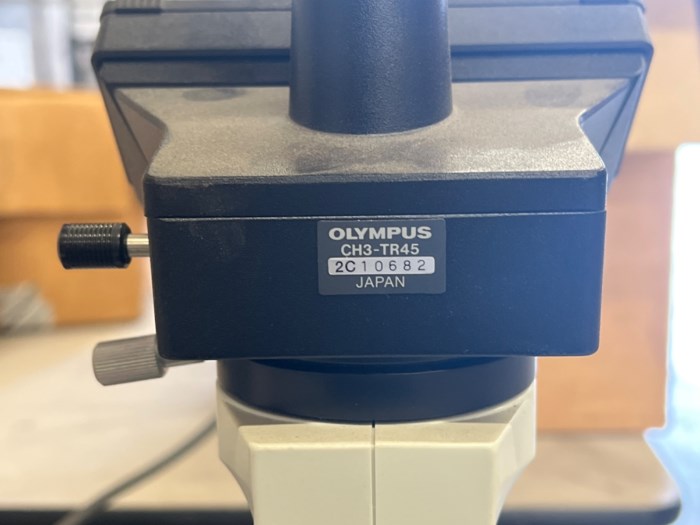 OLYMPUS
CH3-TR45
2C10682
JAPAN